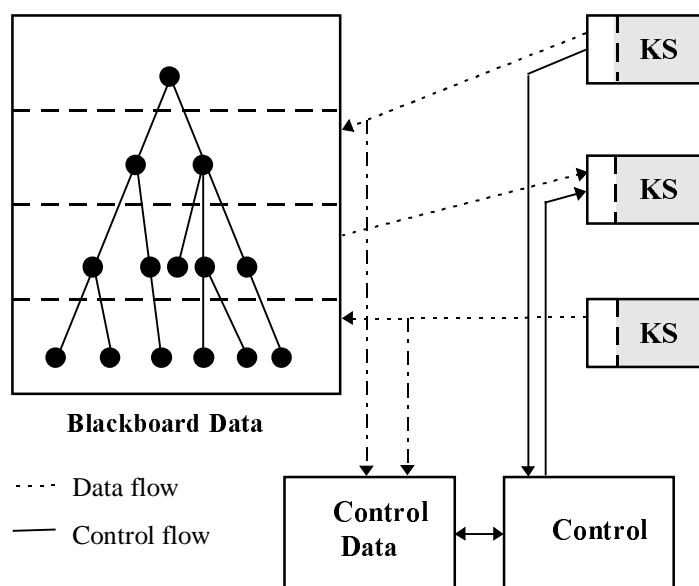 KS
KS
KS
Blackboard Data
Data flow
Control flow
Control
Data
Control